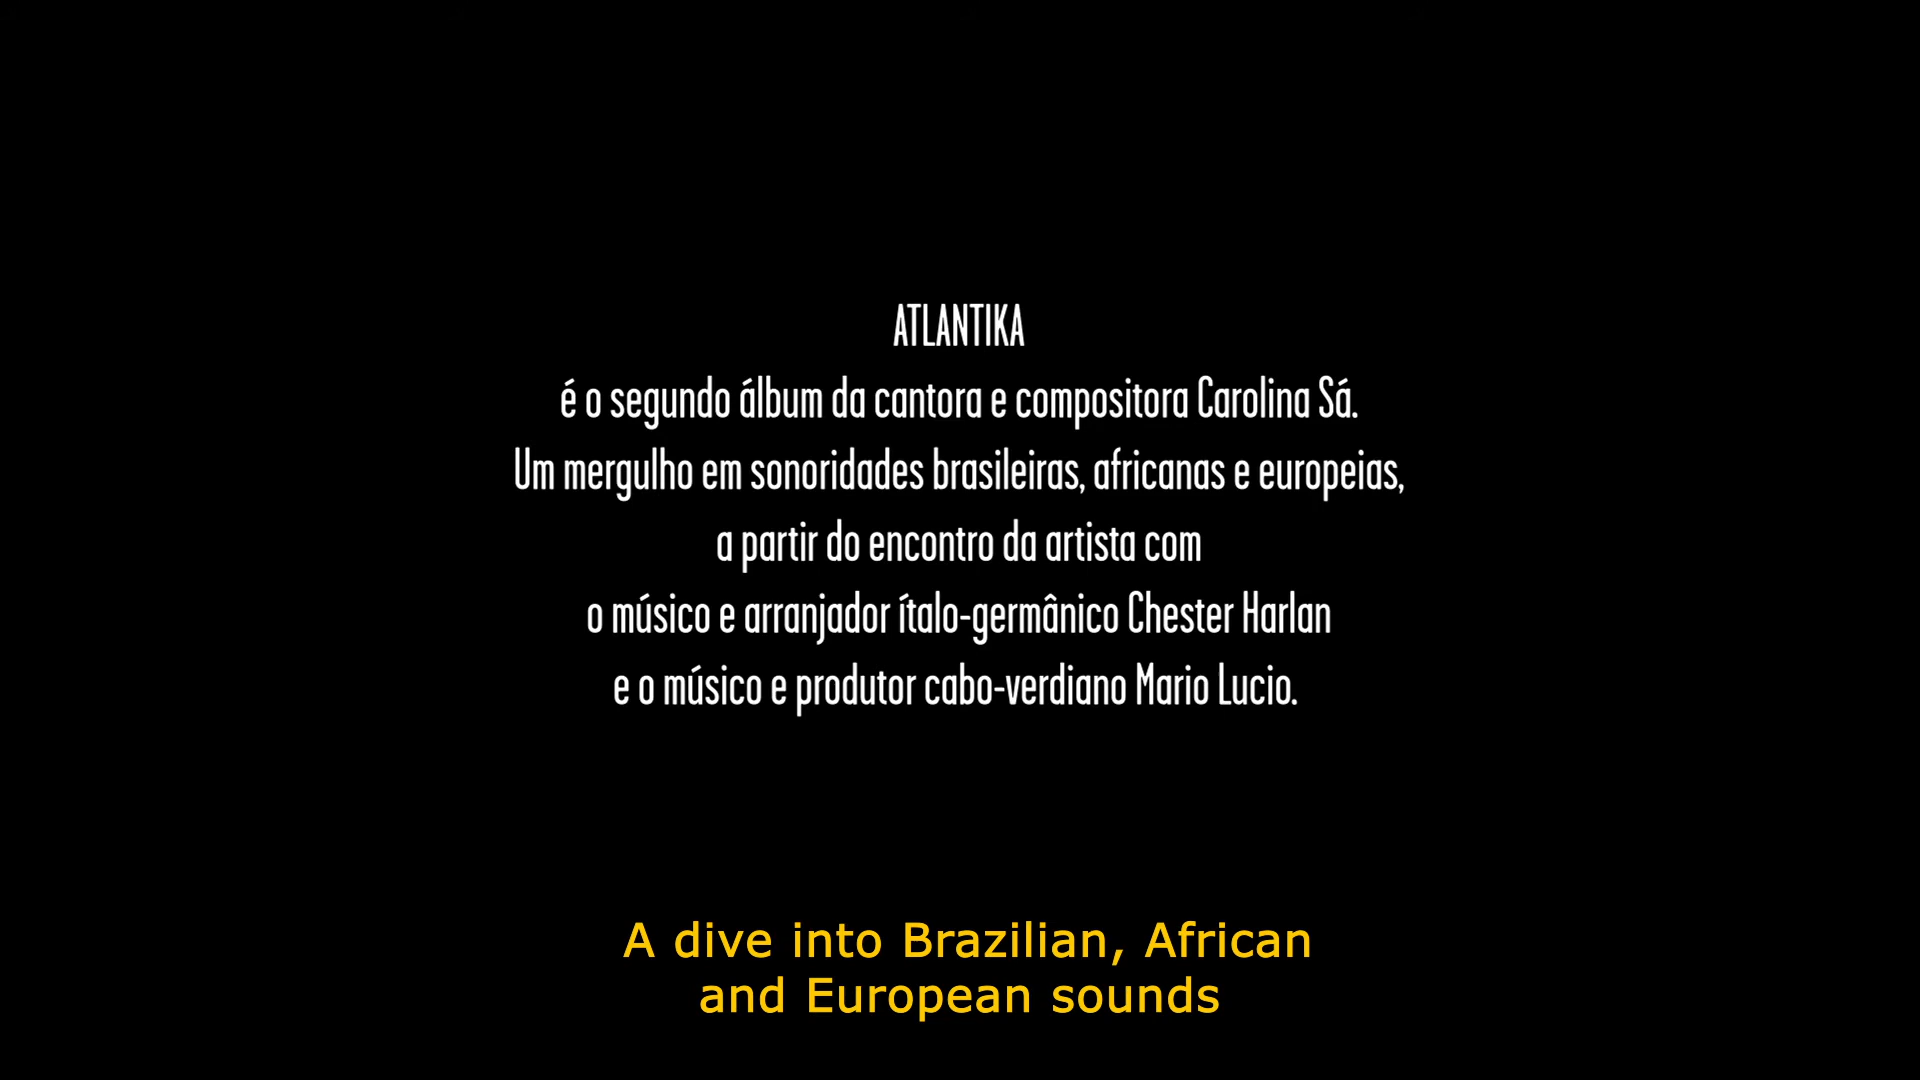 ATLANTIKA
é o segundo álbum da cantora e compositora Carolina Sá.
Um mergulho em sonoridades brasileiras, africanas e europeias,
a partir do encontro da artista com
o músico e arranjador ítalo-germânico Chester Harlan
e o músico e produtor cabo-verdiano Mario Lucio.
A dive into Brazilian, African
and European sounds